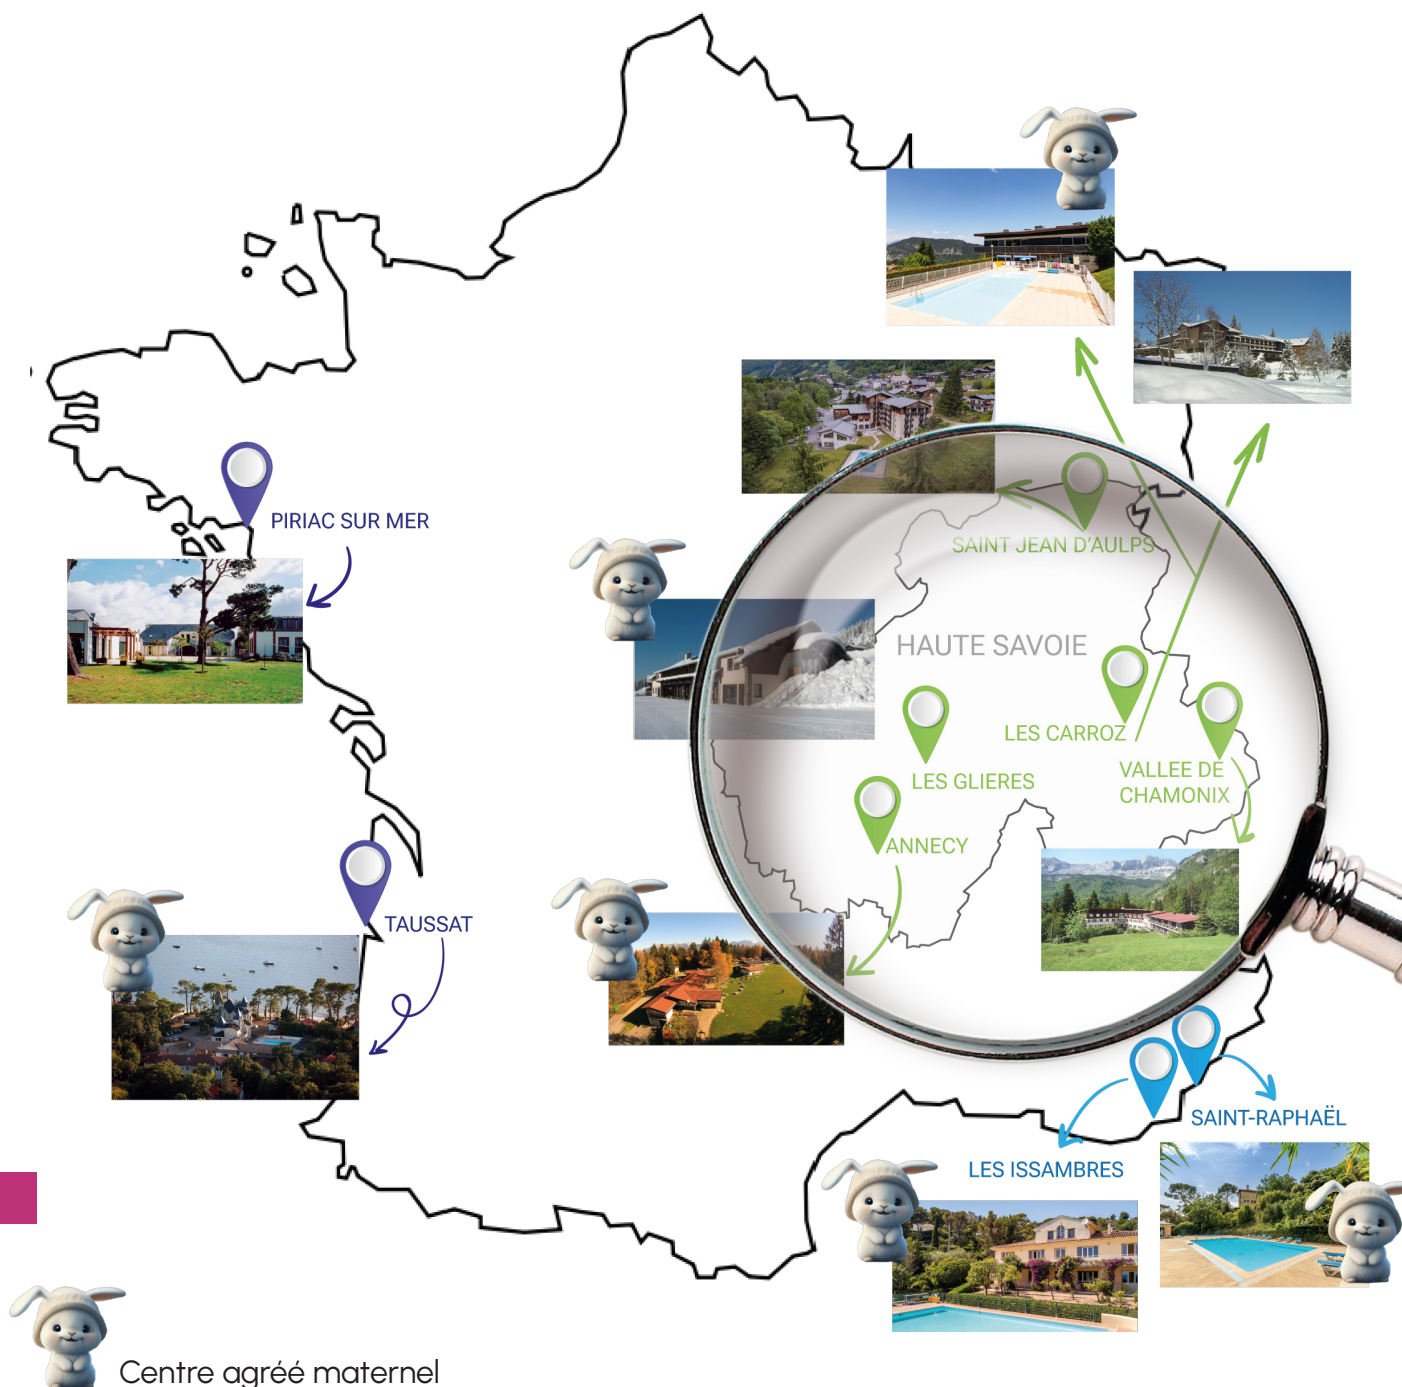 PIRIAC SUR MER
SAINT JEAN D'AULPS
HAUTE SAVOIE
LES CARROZ
LES GLIERES
VALLEE DE
CHAMONIX
ANNECY
TAUSSAT
SAINT-RAPHAËL
LES ISSAMBRES
Centre agréé maternel